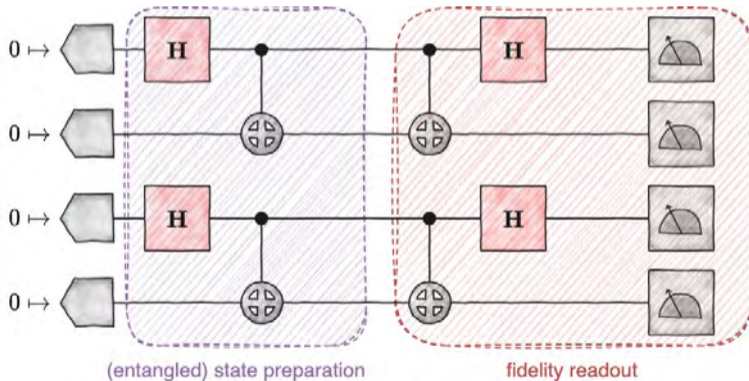 0 ↦ H H
0 ↦
0 ↦ H H
0 ↦
(entangled) state preparation fidelity readout